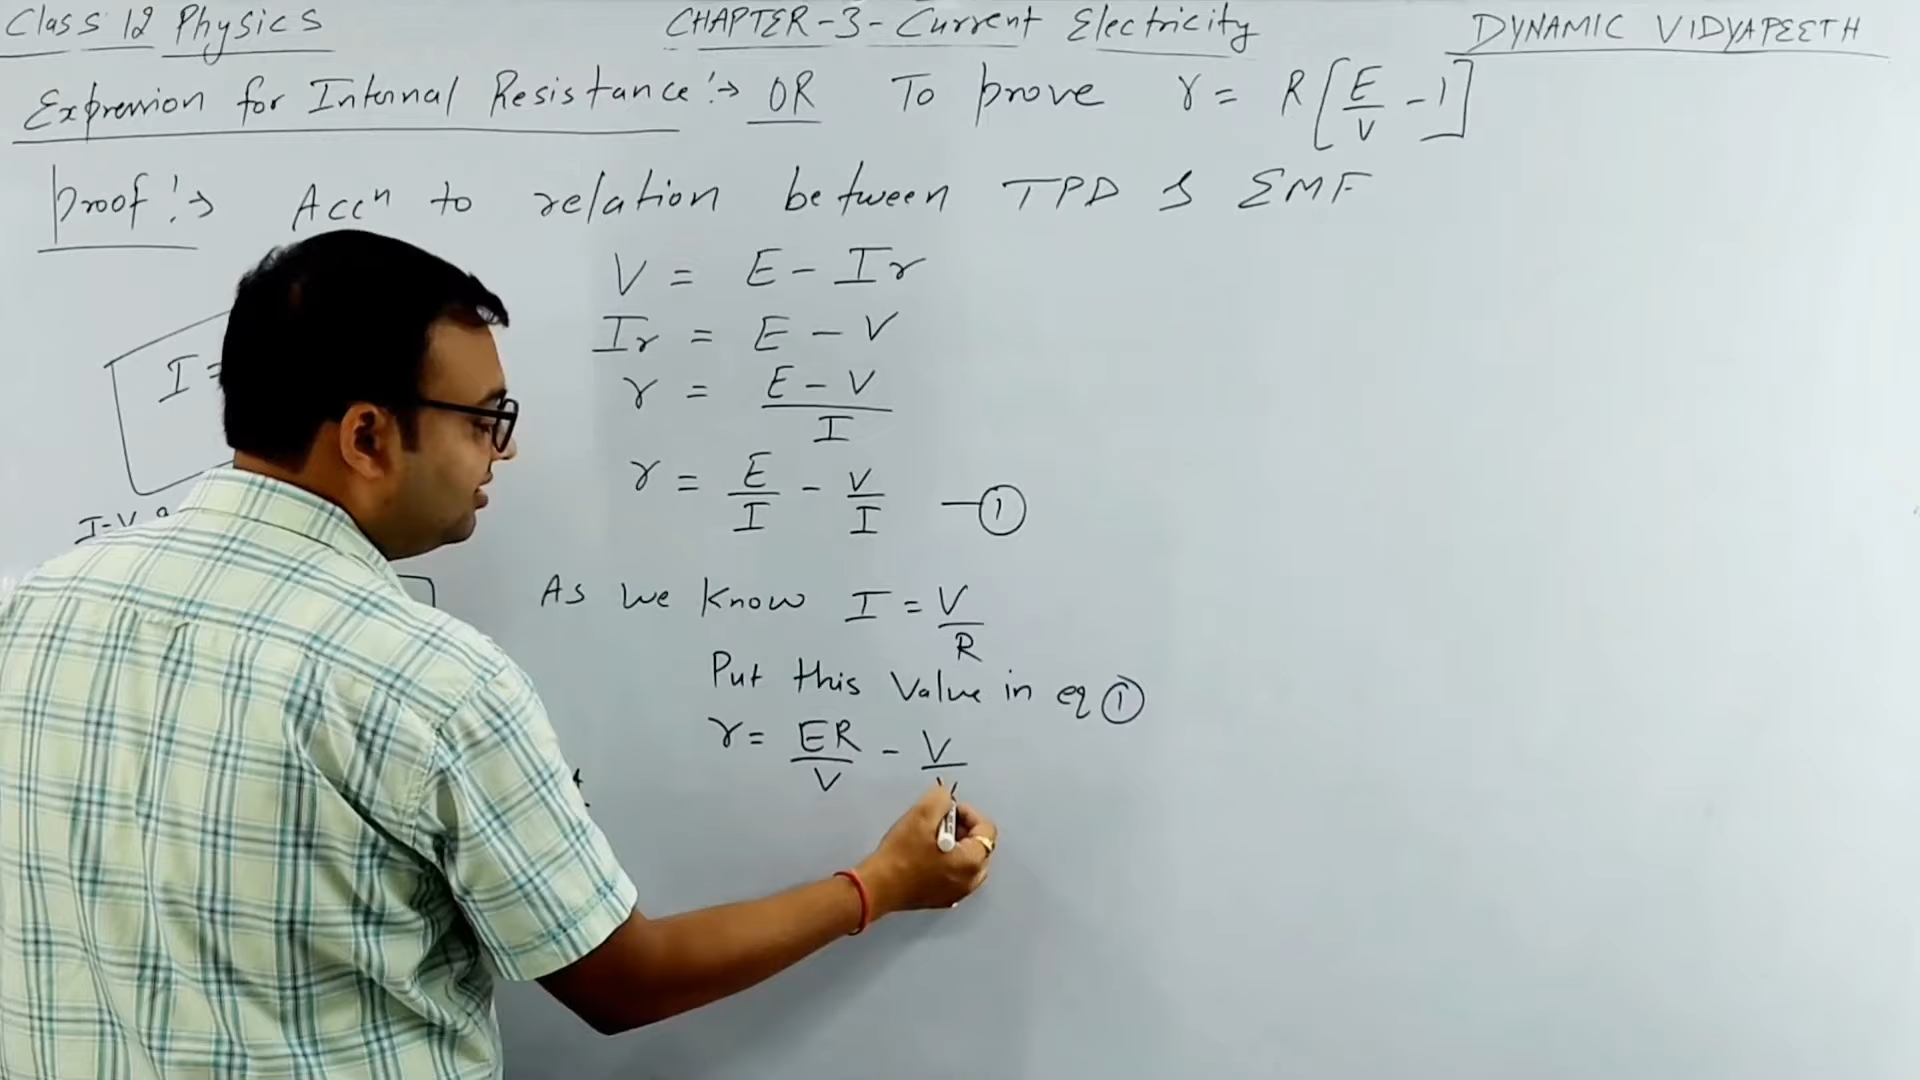 Class 12 Physics CHAPTER-3-Current Electricity DYNAMIC VIDYAPEETH
Expression for Internal Resistance:→ OR To prove r = R[E/V - 1]
Proof:→ Accn to relation between TPD & EMF
V = E - Ir
Ir = E - V
I = r = (E - V)/I
r = E/I - V/I —①
I-V
As we know I = V/R
Put this Value in eq ①
r = ER/V - V/V